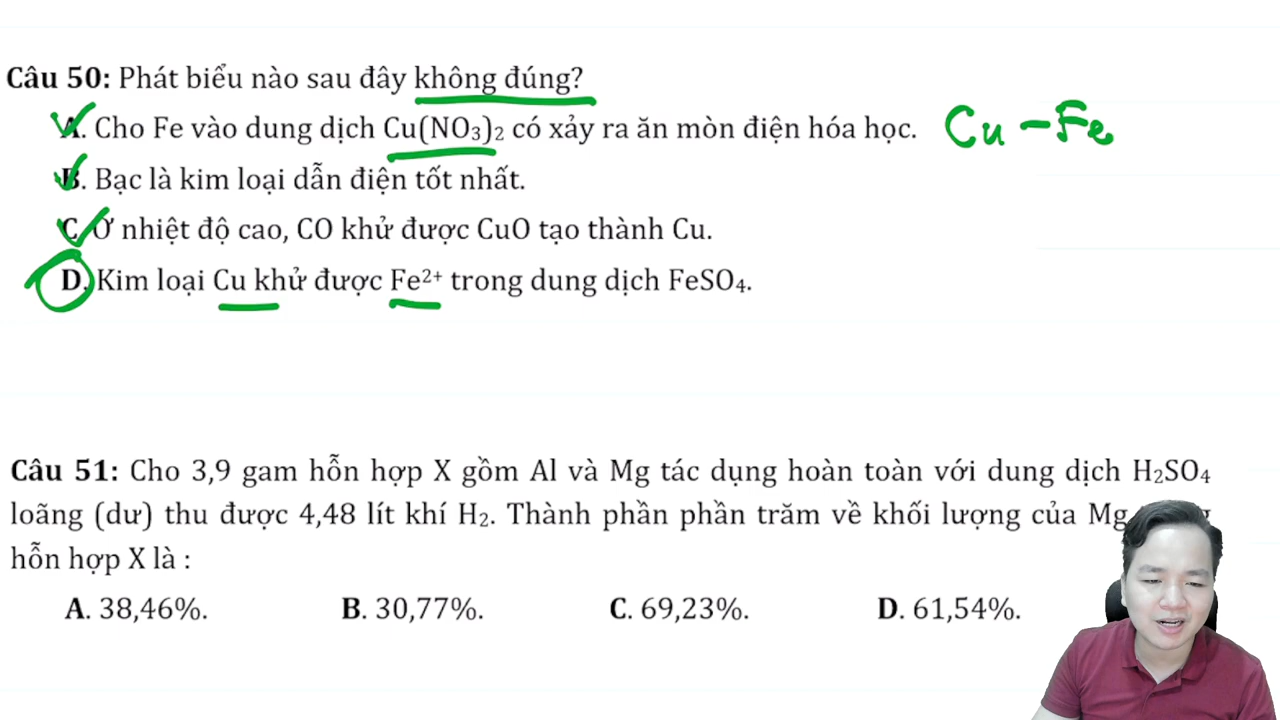 Câu 50: Phát biểu nào sau đây không đúng?
A. Cho Fe vào dung dịch Cu(NO₃)₂ có xảy ra ăn mòn điện hóa học. Cu – Fe
B. Bạc là kim loại dẫn điện tốt nhất.
C. Ở nhiệt độ cao, CO khử được CuO tạo thành Cu.
D. Kim loại Cu khử được Fe²⁺ trong dung dịch FeSO₄.
Câu 51: Cho 3,9 gam hỗn hợp X gồm Al và Mg tác dụng hoàn toàn với dung dịch H₂SO₄
loãng (dư) thu được 4,48 lít khí H₂. Thành phần phần trăm về khối lượng của Mg
hỗn hợp X là :
A. 38,46%. B. 30,77%. C. 69,23%. D. 61,54%.